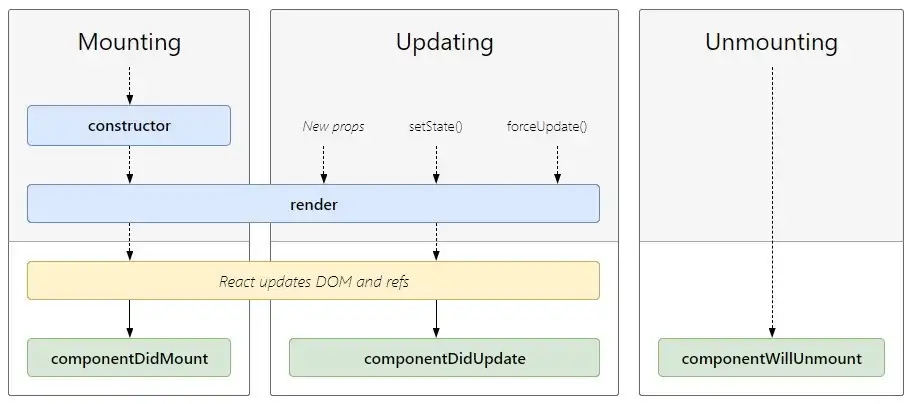 Mounting
Updating
Unmounting
constructor
New props
setState()
forceUpdate()
render
React updates DOM and refs
componentDidMount
componentDidUpdate
componentWillUnmount